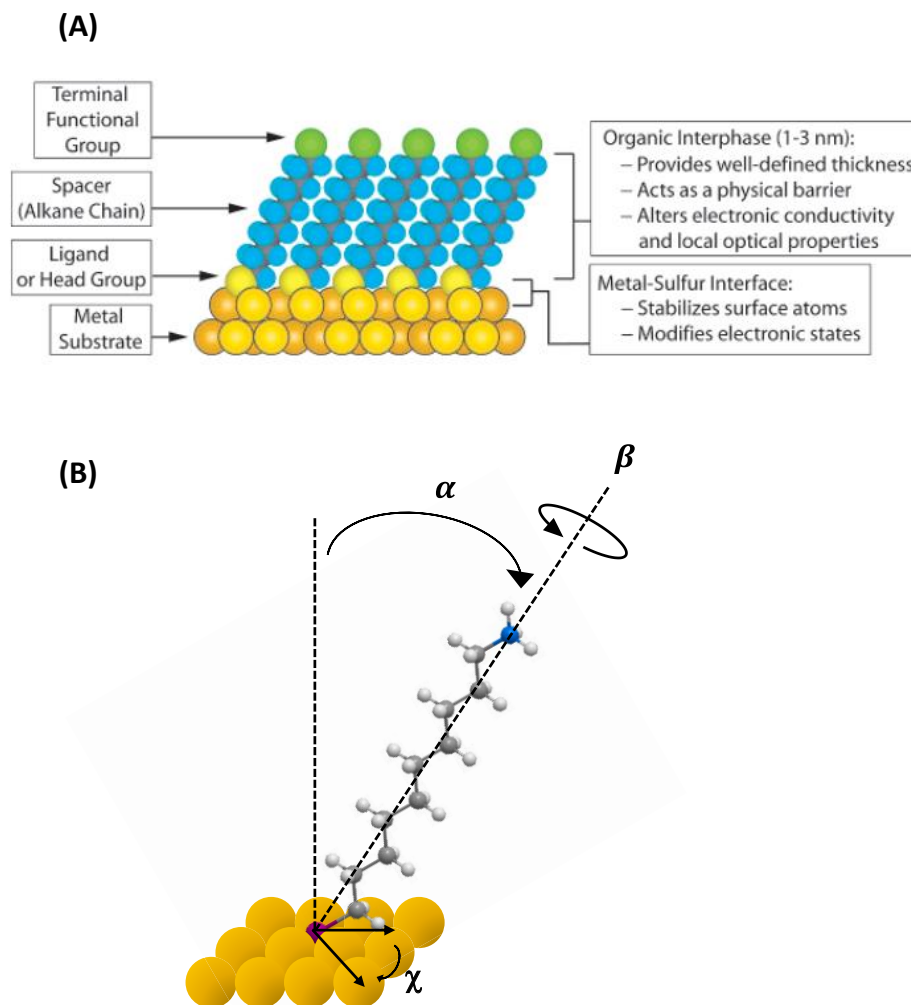 (A)
Terminal
Functional
Group
Spacer
(Alkane Chain)
Ligand
or Head Group
Metal
Substrate
Organic Interphase (1-3 nm):
– Provides well-defined thickness
– Acts as a physical barrier
– Alters electronic conductivity
and local optical properties
Metal-Sulfur Interface:
– Stabilizes surface atoms
– Modifies electronic states
(B)
α
β
χ